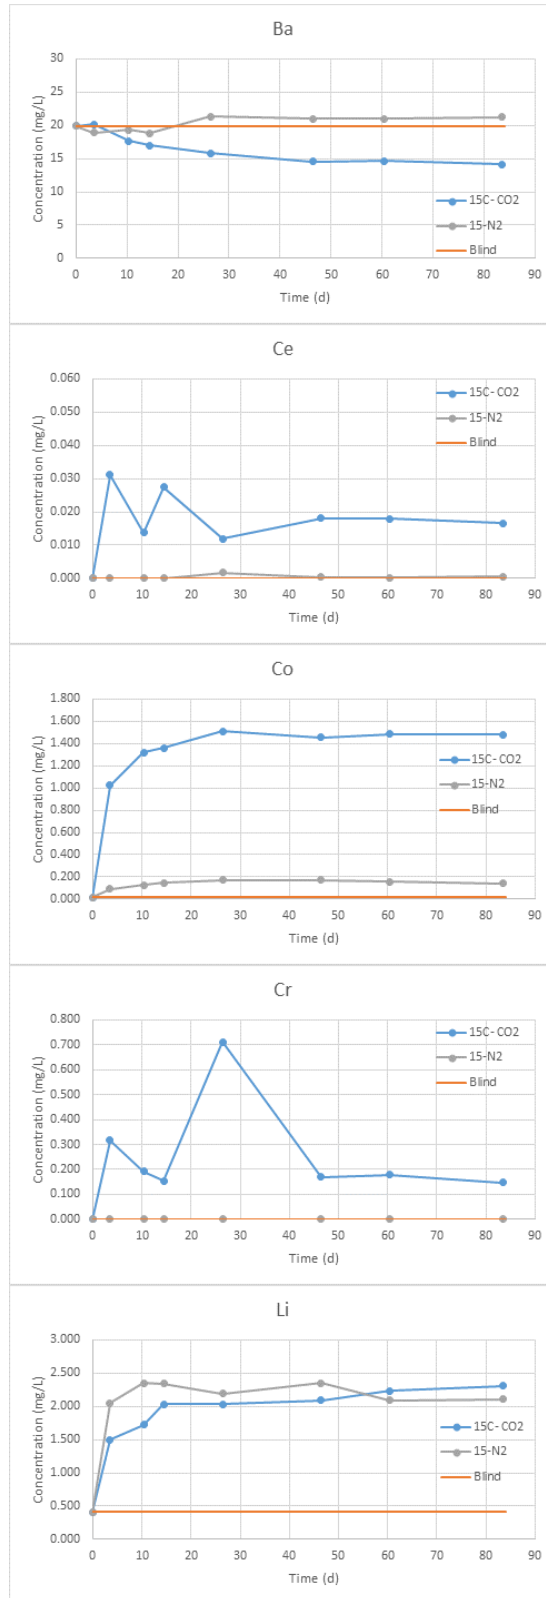 Ba
Concentration (mg/L)
30
25
20
15
10
5
0
15C- CO2
15-N2
Blind
0 10 20 30 40 50 60 70 80 90
Time (d)
Ce
Concentration (mg/L)
0.060
0.050
0.040
0.030
0.020
0.010
0.000
15C- CO2
15-N2
Blind
0 10 20 30 40 50 60 70 80 90
Time (d)
Co
Concentration (mg/L)
1.800
1.600
1.400
1.200
1.000
0.800
0.600
0.400
0.200
0.000
15C- CO2
15-N2
Blind
0 10 20 30 40 50 60 70 80 90
Time (d)
Cr
Concentration (mg/L)
0.800
0.700
0.600
0.500
0.400
0.300
0.200
0.100
0.000
15C- CO2
15-N2
Blind
0 10 20 30 40 50 60 70 80 90
Time (d)
Li
Concentration (mg/L)
3.000
2.500
2.000
1.500
1.000
0.500
0.000
15C- CO2
15-N2
Blind
0 10 20 30 40 50 60 70 80 90
Time (d)